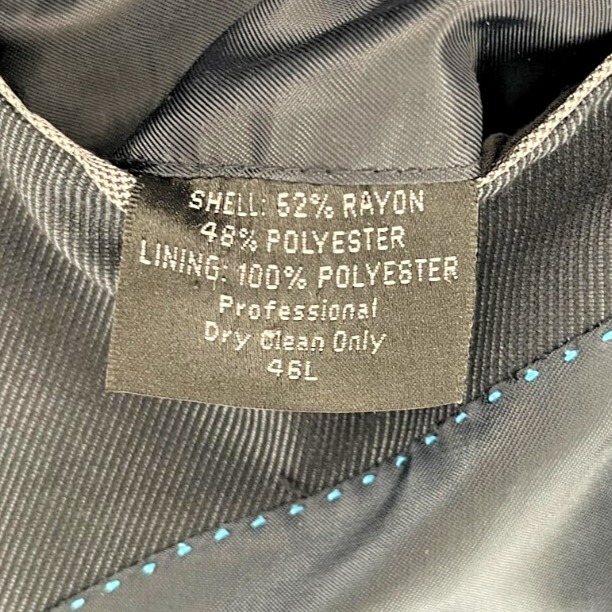 SHELL: 52% RAYON
48% POLYESTER
LINING: 100% POLYESTER
Professional
Dry Clean Only
46L